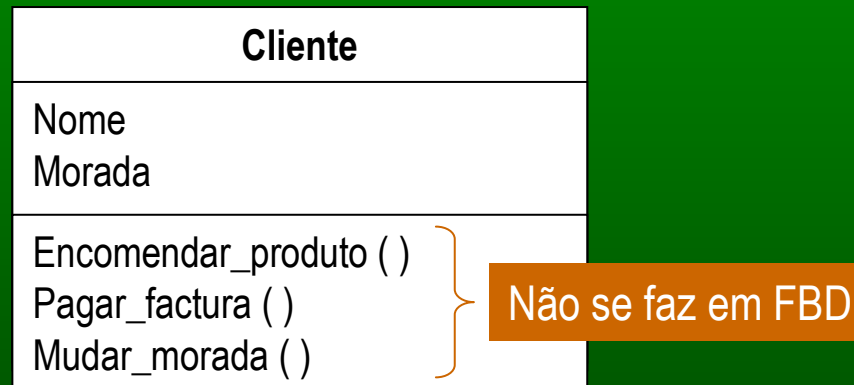 Cliente
Nome
Morada
Encomendar_produto ( )
Pagar_factura ( )
Mudar_morada ( )
Não se faz em FBD